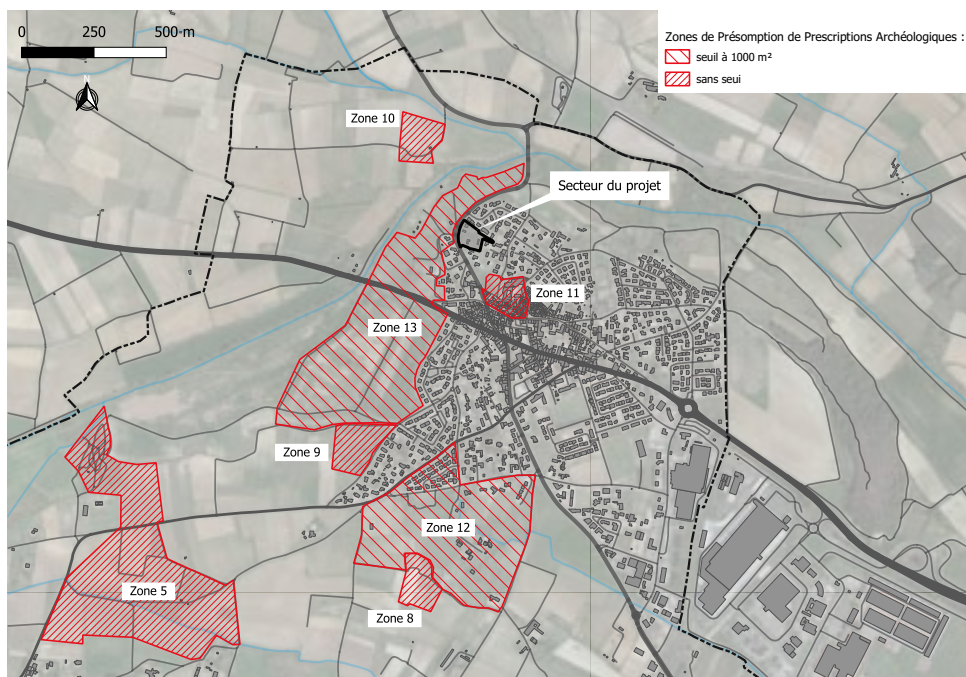 0 250 500 m
N
Zones de Présomption de Prescriptions Archéologiques :
seuil à 1000 m²
sans seui
Zone 10
Secteur du projet
Zone 11
Zone 13
Zone 9
Zone 12
Zone 5
Zone 8